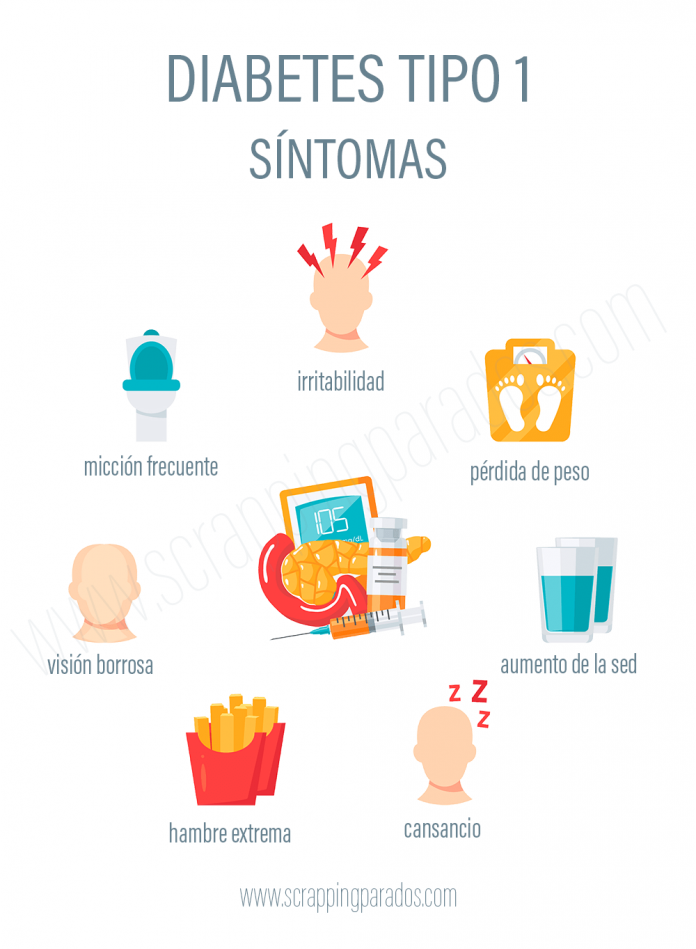 DIABETES TIPO 1
SÍNTOMAS
irritabilidad
micción frecuente
pérdida de peso
105
mg/dL
visión borrosa
aumento de la sed
Z Z Z
hambre extrema
cansancio
www.scrappingparados.com
www.scrappingparados.com